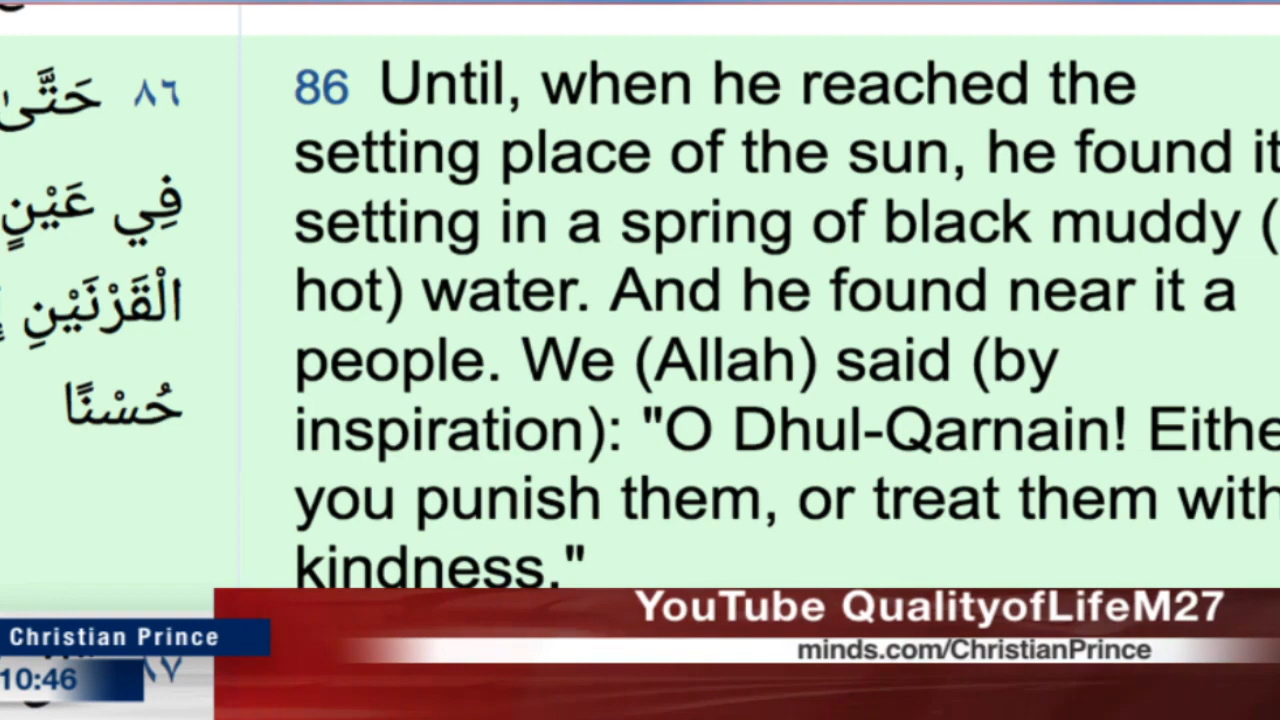 ٨٦ حَتَّىٰ
فِي عَيْنٍ
الْقَرْنَيْنِ
حُسْنًا
86 Until, when he reached the
setting place of the sun, he found it
setting in a spring of black muddy (
hot) water. And he found near it a
people. We (Allah) said (by
inspiration): "O Dhul-Qarnain! Eithe
you punish them, or treat them with
kindness."
YouTube QualityofLifeM27
minds.com/ChristianPrince
Christian Prince
10:46